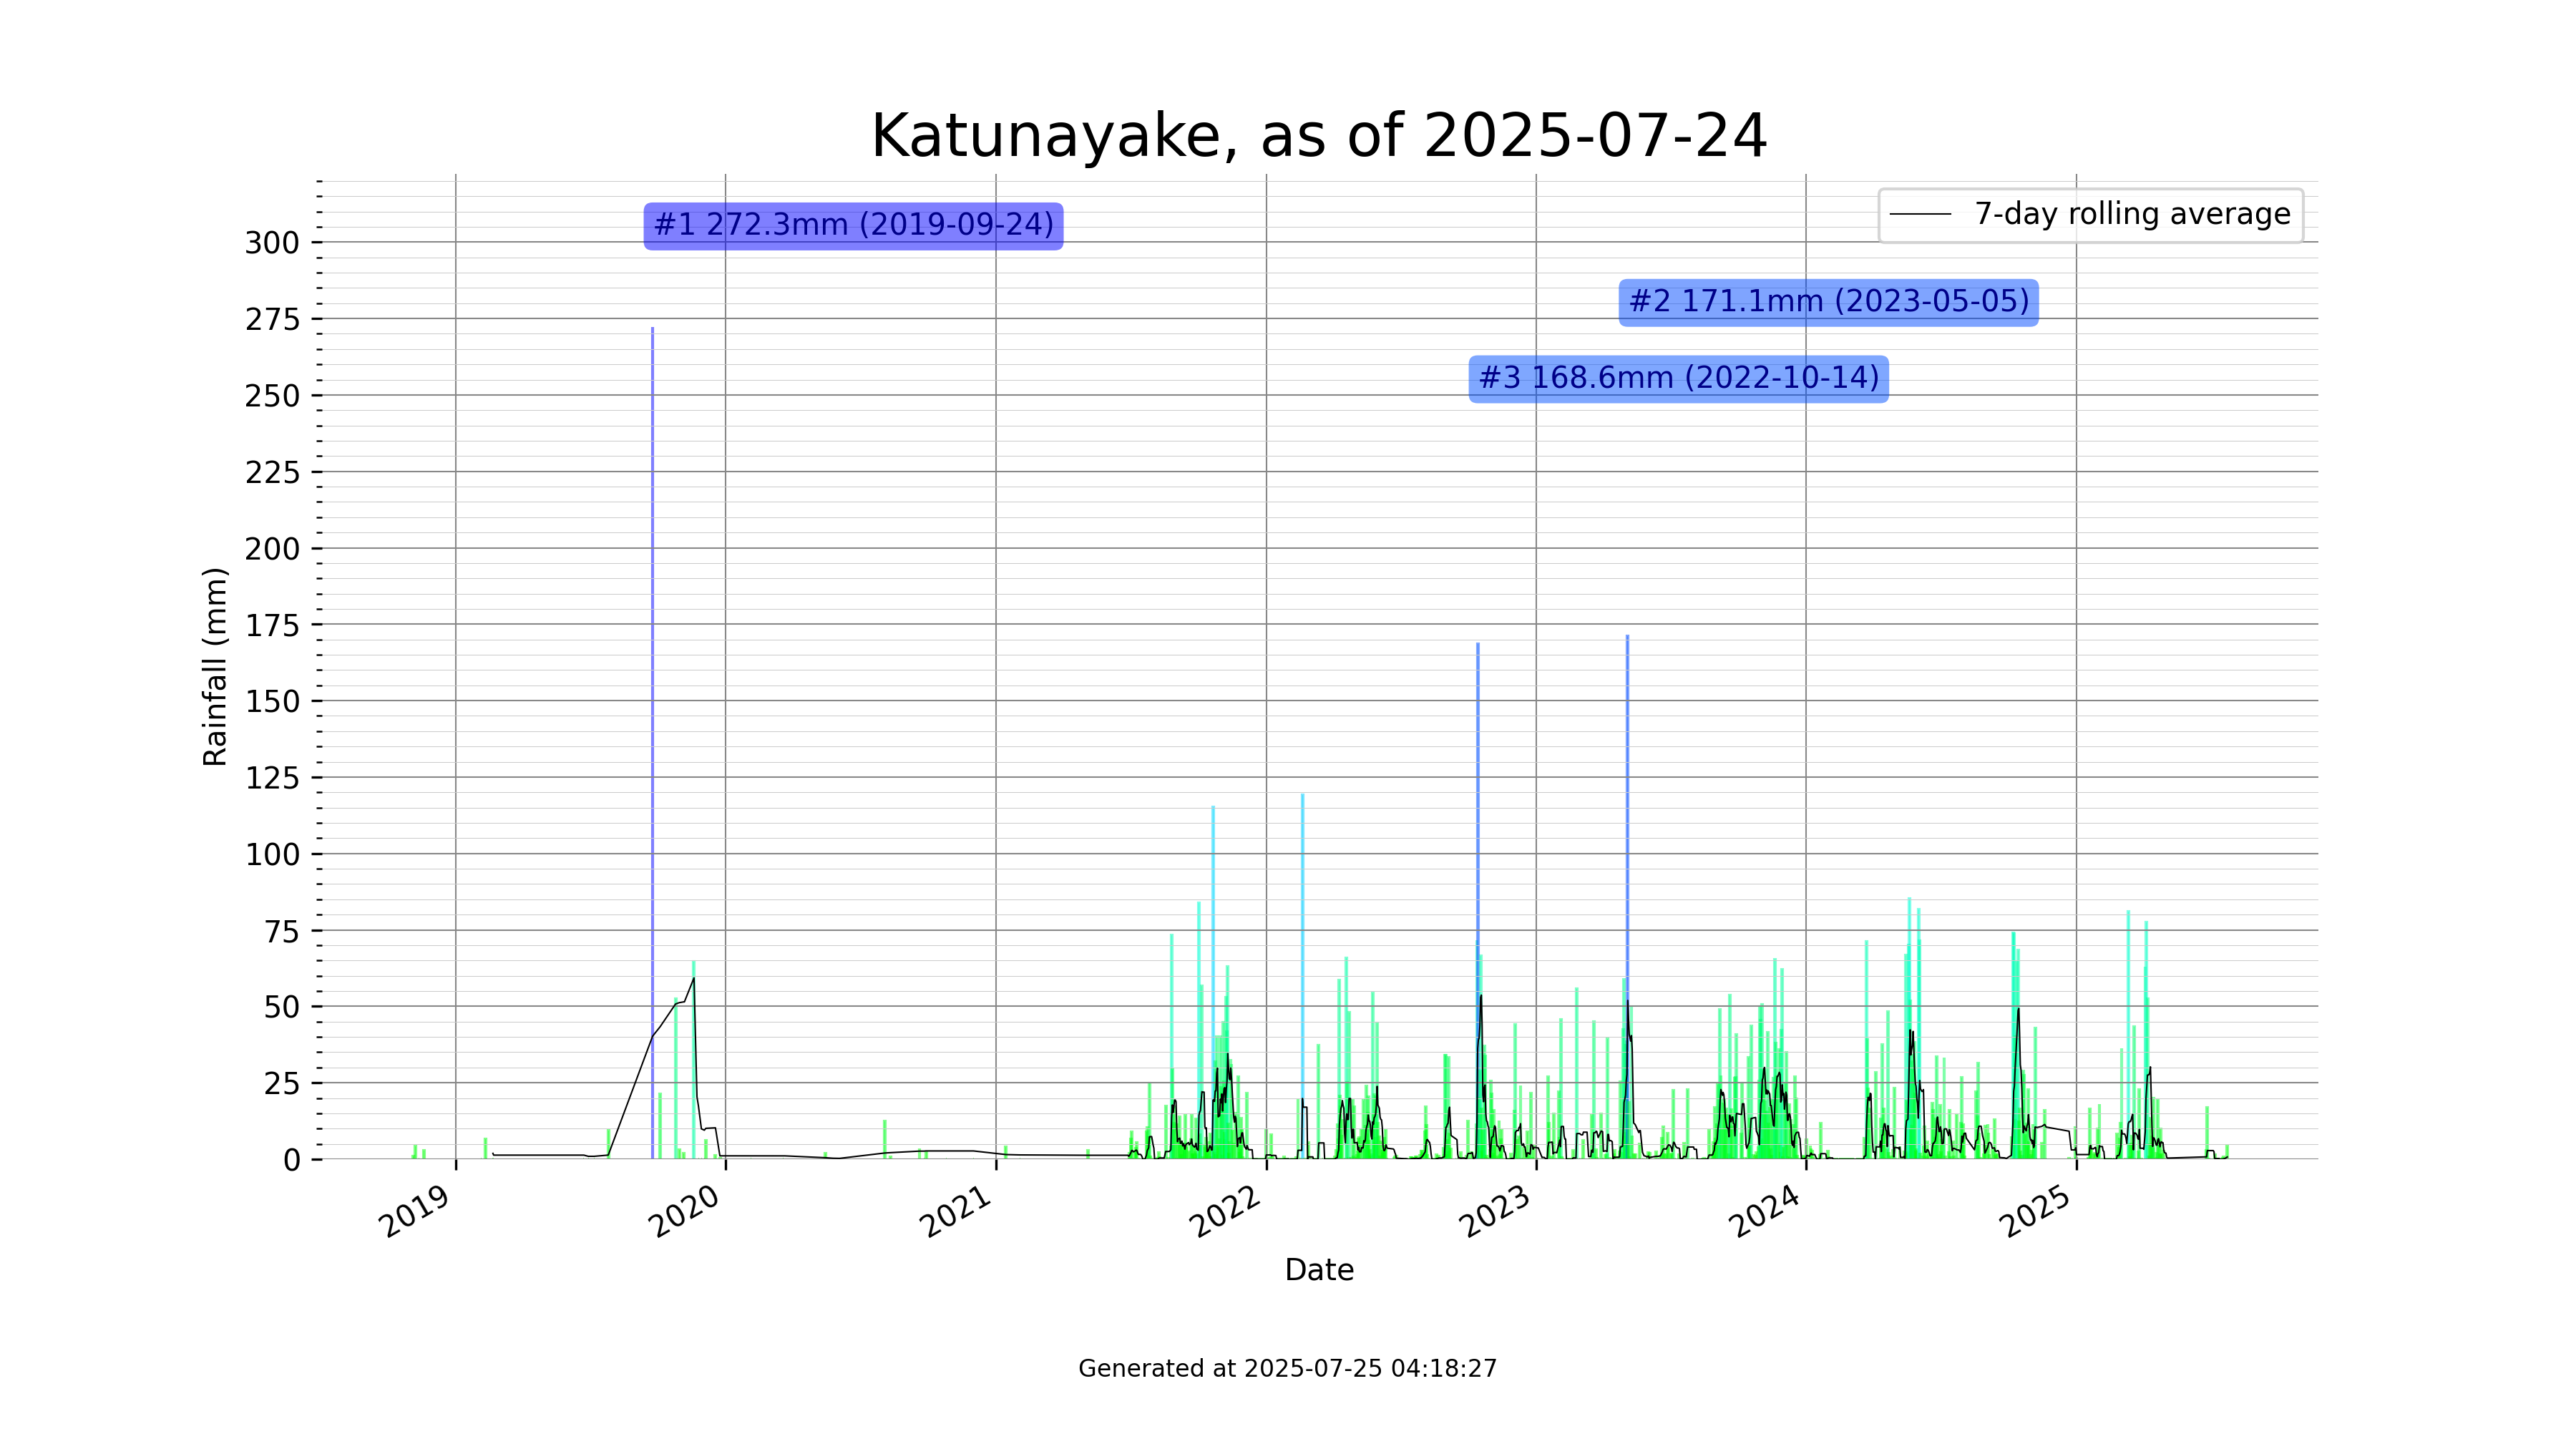 Katunayake, as of 2025-07-24
7-day rolling average
#1 272.3mm (2019-09-24)
#2 171.1mm (2023-05-05)
#3 168.6mm (2022-10-14)
Rainfall (mm)
300
275
250
225
200
175
150
125
100
75
50
25
0
2019
2020
2021
2022
2023
2024
2025
Date
Generated at 2025-07-25 04:18:27